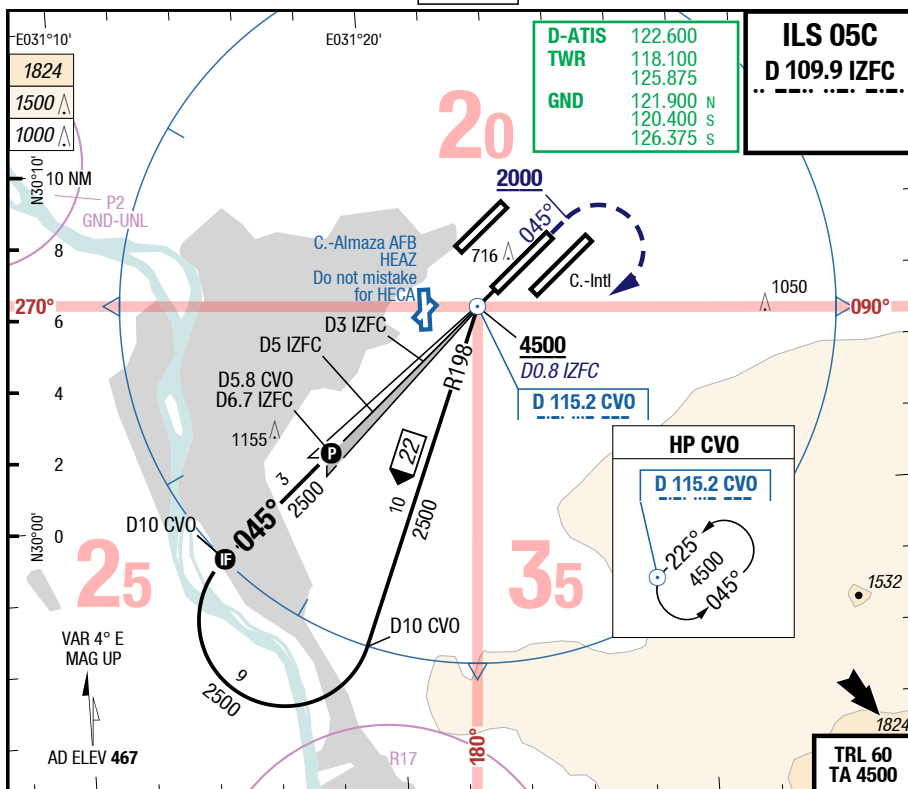 E031°10'
E031°20'
D-ATIS 122.600
TWR 118.100
125.875
GND 121.900 N
120.400 S
126.375 S
ILS 05C
D 109.9 IZFC
1824
1500
1000
20
N30°10'
10 NM
P2
GND-UNL
2000
045°
C.-Almaza AFB
HEAZ
Do not mistake
for HECA
716
C.-Intl
8
270°
1050
090°
6
D3 IZFC
4500
D0.8 IZFC
D5 IZFC
R198
D 115.2 CVO
D5.8 CVO
D6.7 IZFC
4
1155
P
22
HP CVO
D 115.2 CVO
2
3
2500
10
2500
D10 CVO
045°
N30°00'
0
IF
25
35
225°
4500
045°
1532
D10 CVO
VAR 4° E
MAG UP
9
2500
180°
1824
AD ELEV 467
R17
TRL 60
TA 4500